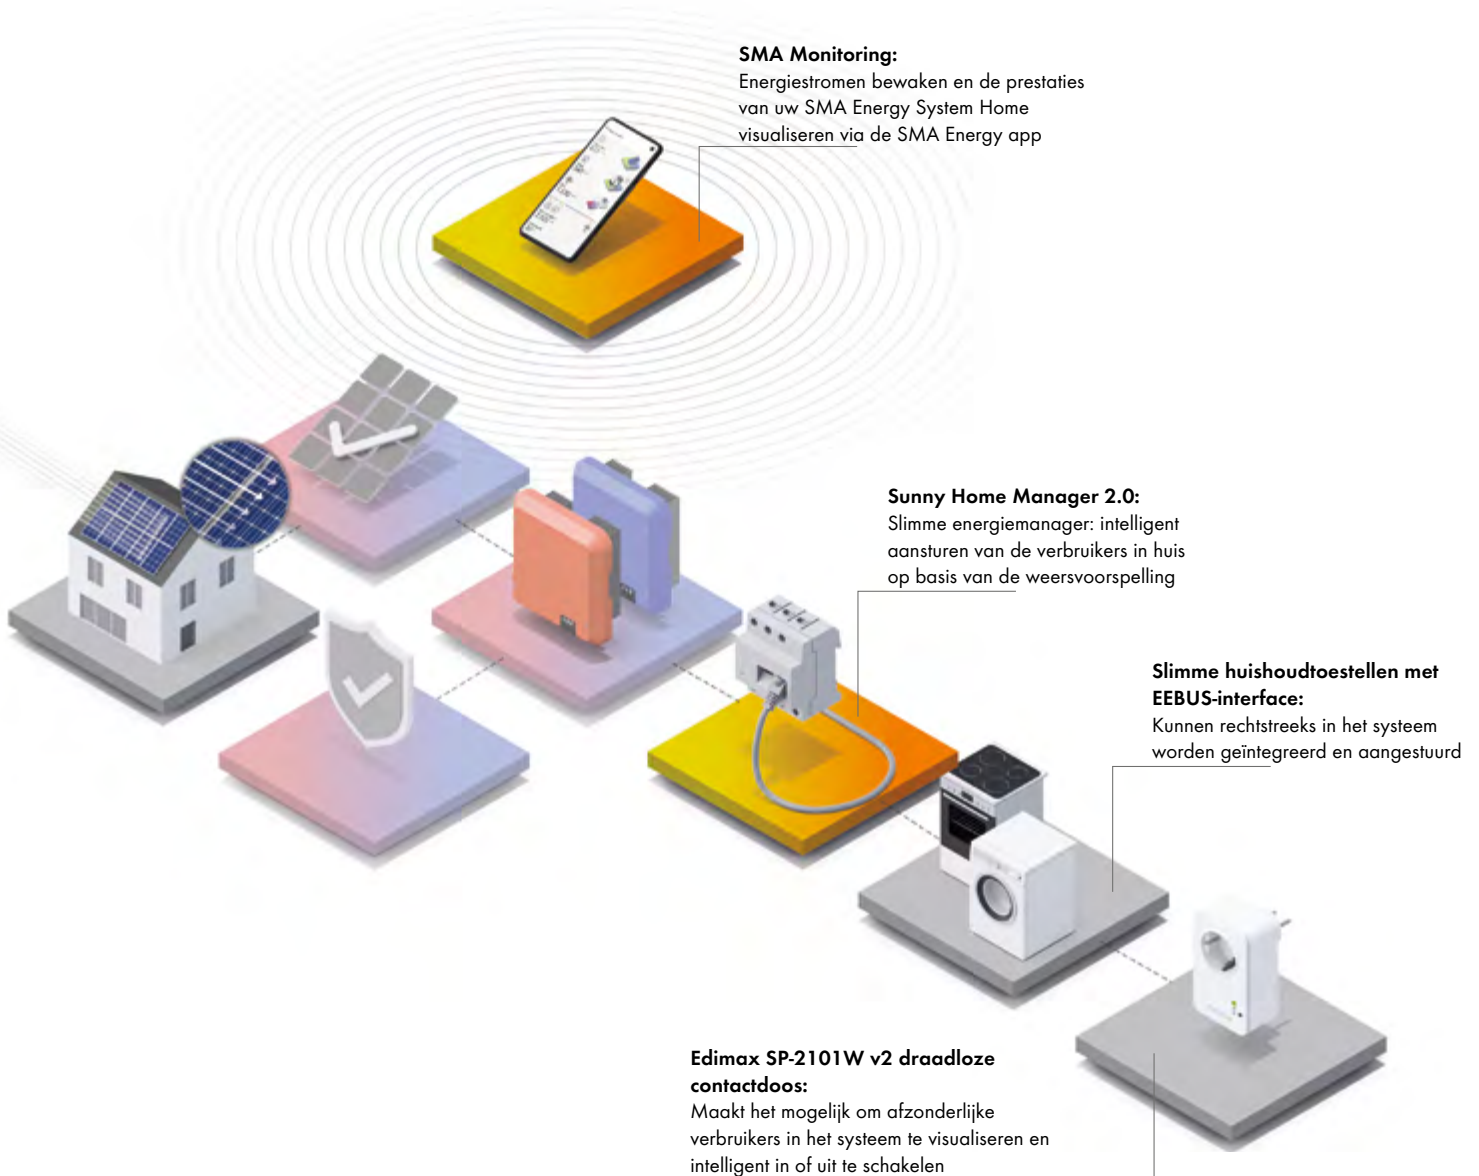 SMA Monitoring:
Energiestromen bewaken en de prestaties
van uw SMA Energy System Home
visualiseren via de SMA Energy app
Sunny Home Manager 2.0:
Slimme energiemanager: intelligent
aansturen van de verbruikers in huis
op basis van de weersvoorspelling
Slimme huishoudtoestellen met
EEBUS-interface:
Kunnen rechtstreeks in het systeem
worden geïntegreerd en aangestuurd
Edimax SP-2101W v2 draadloze
contactdoos:
Maakt het mogelijk om afzonderlijke
verbruikers in het systeem te visualiseren en
intelligent in of uit te schakelen